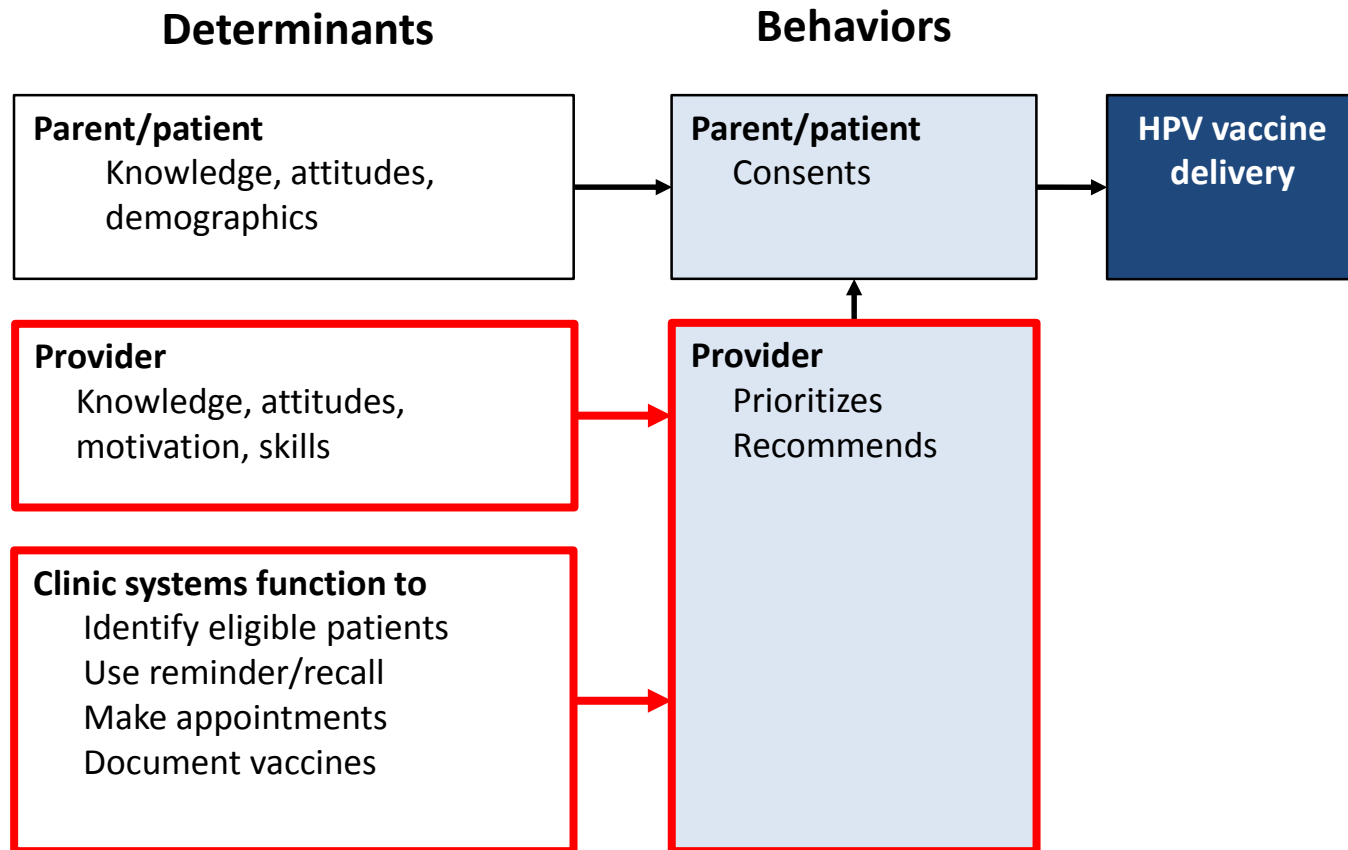 Determinants
Behaviors
Parent/patient
Knowledge, attitudes,
demographics
Parent/patient
Consents
HPV vaccine
delivery
Provider
Knowledge, attitudes,
motivation, skills
Provider
Prioritizes
Recommends
Clinic systems function to
Identify eligible patients
Use reminder/recall
Make appointments
Document vaccines